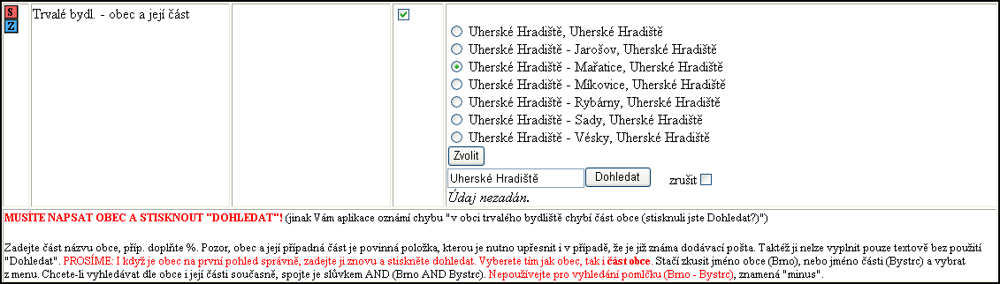 S
Z
Trvalé bydl. - obec a její část
Uherské Hradiště, Uherské Hradiště
Uherské Hradiště - Jarošov, Uherské Hradiště
Uherské Hradiště - Mařatice, Uherské Hradiště
Uherské Hradiště - Míkovice, Uherské Hradiště
Uherské Hradiště - Rybárny, Uherské Hradiště
Uherské Hradiště - Sady, Uherské Hradiště
Uherské Hradiště - Vésky, Uherské Hradiště
Zvolit
Uherské Hradiště Dohledat zrušit
Údaj nezadán.
MUSÍTE NAPSAT OBEC A STISKNOUT "DOHLEDAT"! (jinak Vám aplikace oznámí chybu "v obci trvalého bydliště chybí část obce (stisknuli jste Dohledat?)")
Zadejte část názvu obce, příp. doplňte %. Pozor, obec a její případná část je povinná položka, kterou je nutno upřesnit i v případě, že je již známa dodávací pošta. Taktéž ji nelze vyplnit pouze textově bez použití
"Dohledat". PROSÍME: I když je obec na první pohled správně, zadejte ji znovu a stiskněte dohledat. Vyberete tím jak obec, tak i část obce. Stačí zkusit jméno obce (Brno), nebo jméno části (Bystrc) a vybrat
z menu. Chcete-li vyhledávat dle obce i její části současně, spojte je slůvkem AND (Brno AND Bystrc). Nepoužívejte pro vyhledání pomlčku (Brno - Bystrc), znamená "minus".